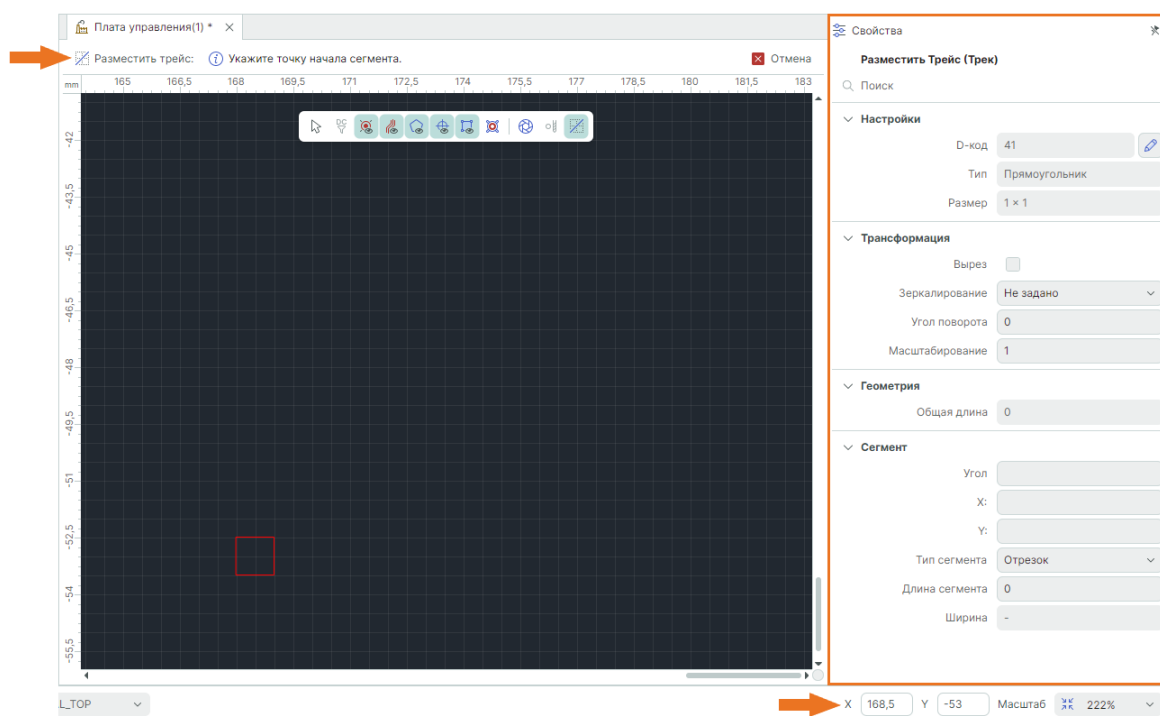 Плата управления(1) *
Разместить трейс: Укажите точку начала сегмента. Отмена
mm 165 166,5 168 169,5 171 172,5 174 175,5 177 178,5 180 181,5 183
-42
-43,5
-45
-46,5
-48
-49,5
-51
-52,5
-54
-55,5
Свойства
Разместить Трейс (Трек)
Поиск
Настройки
D-код 41
Тип Прямоугольник
Размер 1 × 1
Трансформация
Вырез
Зеркалирование Не задано
Угол поворота 0
Масштабирование 1
Геометрия
Общая длина 0
Сегмент
Угол
X:
Y:
Тип сегмента Отрезок
Длина сегмента 0
Ширина -
L_TOP X 168,5 Y -53 Масштаб 222%